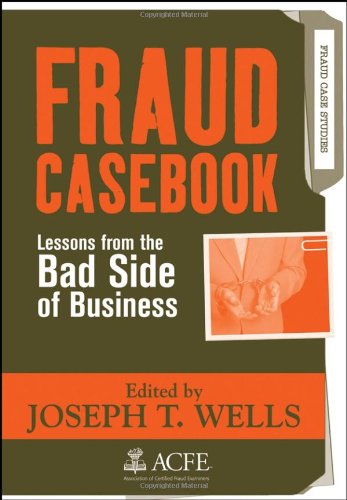 Copyrighted Material
FRAUD
CASEBOOK
FRAUD CASE STUDIES
Lessons from the
Bad Side
of Business
Edited by
JOSEPH T. WELLS
ACFE
Association of Certified Fraud Examiners
Copyrighted Material